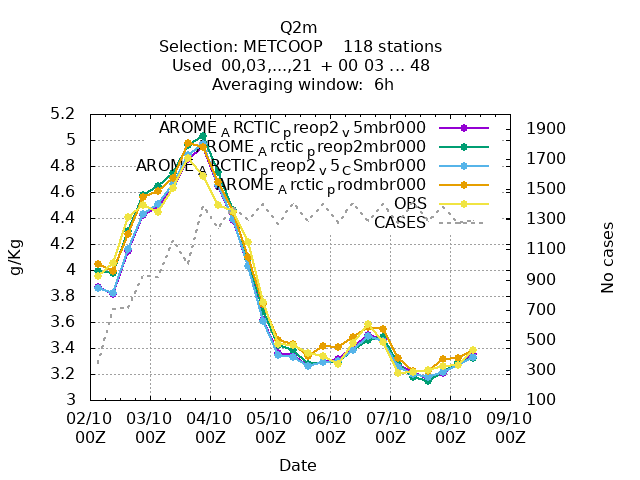 Q2m
Selection: METCOOP 118 stations
Used 00,03,...,21 + 00 03 ... 48
Averaging window: 6h
AROME_ARCTIC_preop2_v5mbr000
AROME_Arctic_preop2mbr000
AROME_ARCTIC_preop2_v5_CSmbr000
AROME_Arctic_prodmbr000
OBS
CASES
g/Kg
5.2
5
4.8
4.6
4.4
4.2
4
3.8
3.6
3.4
3.2
3
No cases
1900
1700
1500
1300
1100
900
700
500
300
100
02/10 03/10 04/10 05/10 06/10 07/10 08/10 09/10
00Z 00Z 00Z 00Z 00Z 00Z 00Z 00Z
Date